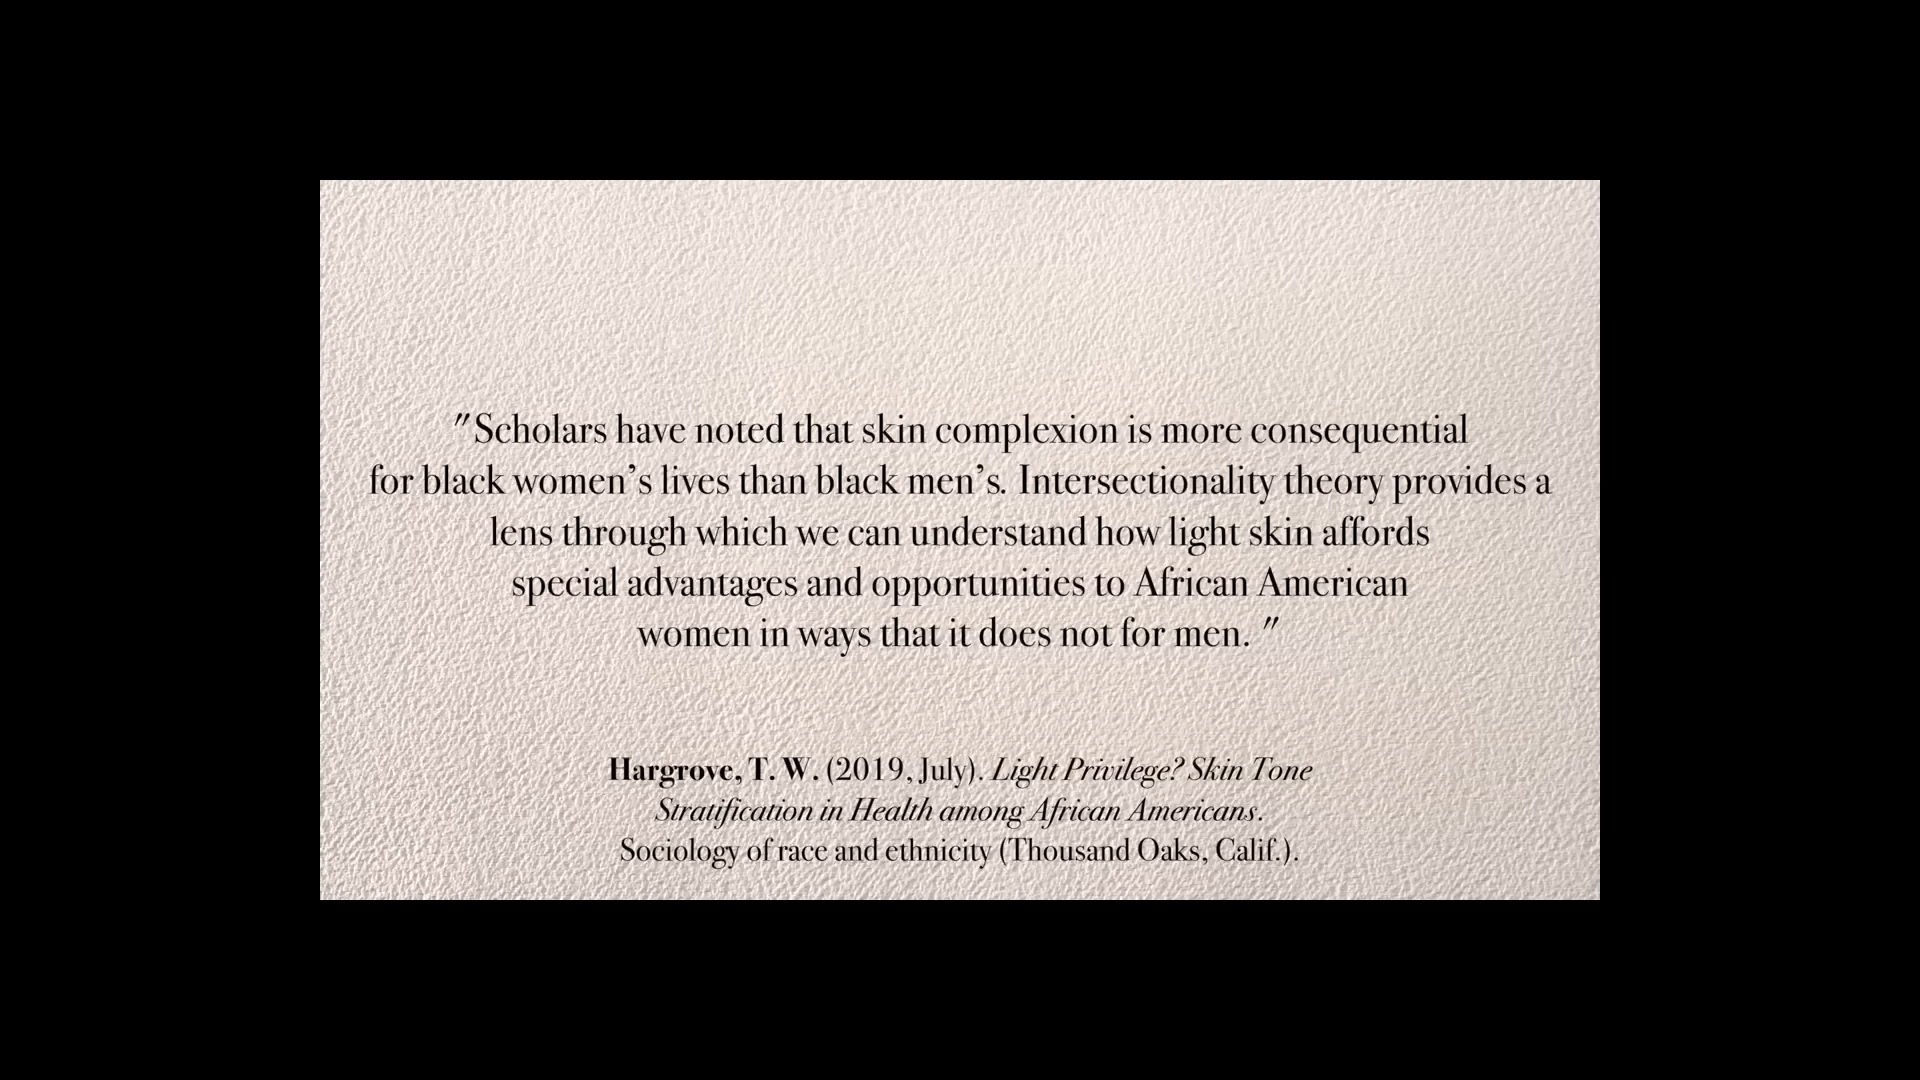 "Scholars have noted that skin complexion is more consequential
for black women's lives than black men's. Intersectionality theory provides a
lens through which we can understand how light skin affords
special advantages and opportunities to African American
women in ways that it does not for men. "
Hargrove, T. W. (2019, July). Light Privilege? Skin Tone
Stratification in Health among African Americans.
Sociology of race and ethnicity (Thousand Oaks, Calif.).